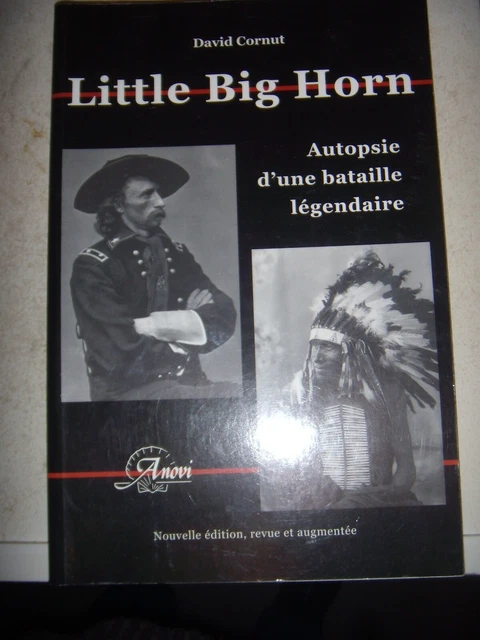 David Cornut
Little Big Horn
Autopsie
d'une bataille
légendaire
Anovi
Nouvelle édition, revue et augmentée